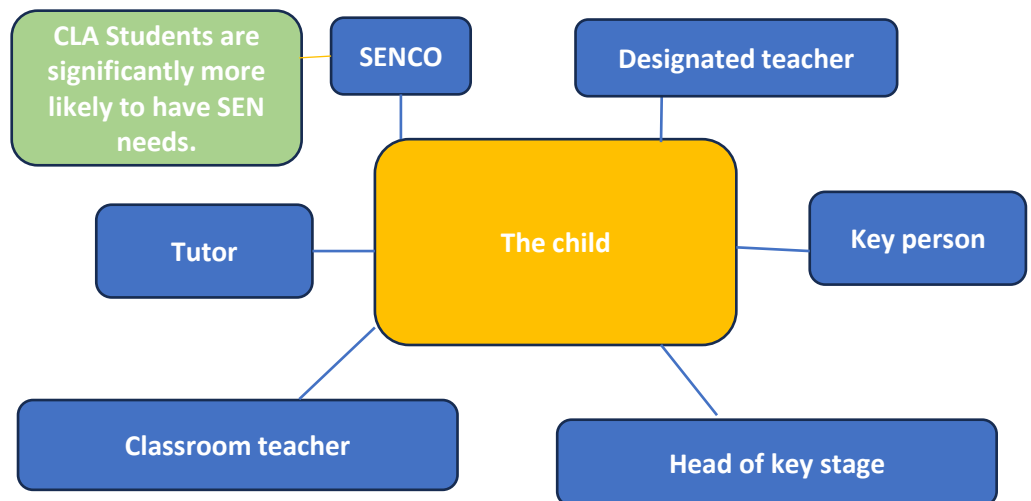 CLA Students are
significantly more
likely to have SEN
needs.
SENCO
Designated teacher
Tutor
The child
Key person
Classroom teacher
Head of key stage